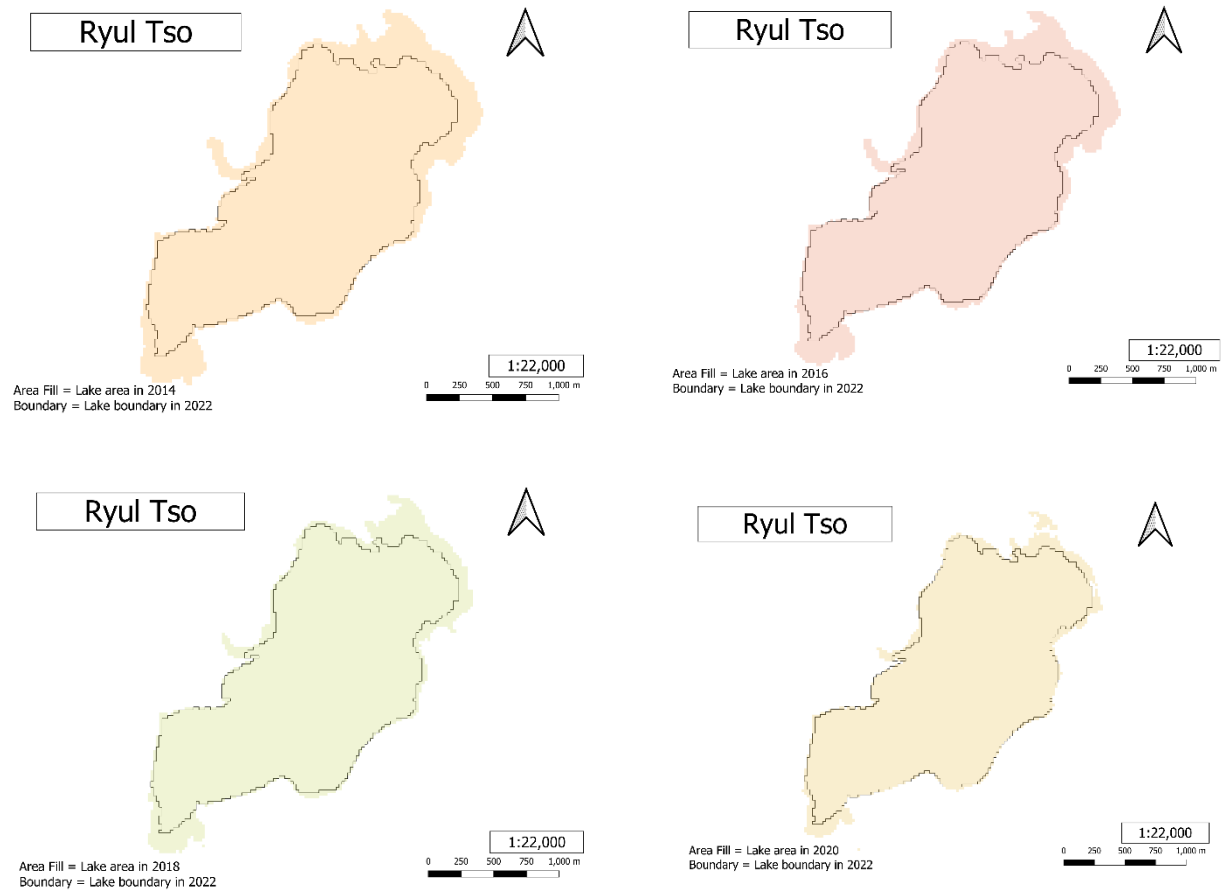 Ryul Tso
1:22,000
0 250 500 750 1,000 m
Area Fill = Lake area in 2014
Boundary = Lake boundary in 2022
Ryul Tso
1:22,000
0 250 500 750 1,000 m
Area Fill = Lake area in 2016
Boundary = Lake boundary in 2022
Ryul Tso
1:22,000
0 250 500 750 1,000 m
Area Fill = Lake area in 2018
Boundary = Lake boundary in 2022
Ryul Tso
1:22,000
0 250 500 750 1,000 m
Area Fill = Lake area in 2020
Boundary = Lake boundary in 2022